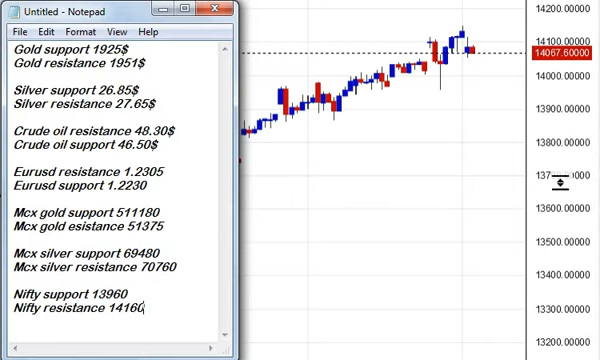 Untitled - Notepad
File Edit Format View Help
Gold support 1925$
Gold resistance 1951$
Silver support 26.85$
Silver resistance 27.65$
Crude oil resistance 48.30$
Crude oil support 46.50$
Eurusd resistance 1.2305
Eurusd support 1.2230
Mcx gold support 511180
Mcx gold esistance 51375
Mcx silver support 69480
Mcx silver resistance 70760
Nifty support 13960
Nifty resistance 14160
14200.00000
14100.00000
14067.60000
14000.00000
13900.00000
13800.00000
13600.00000
13500.00000
13400.00000
13300.00000